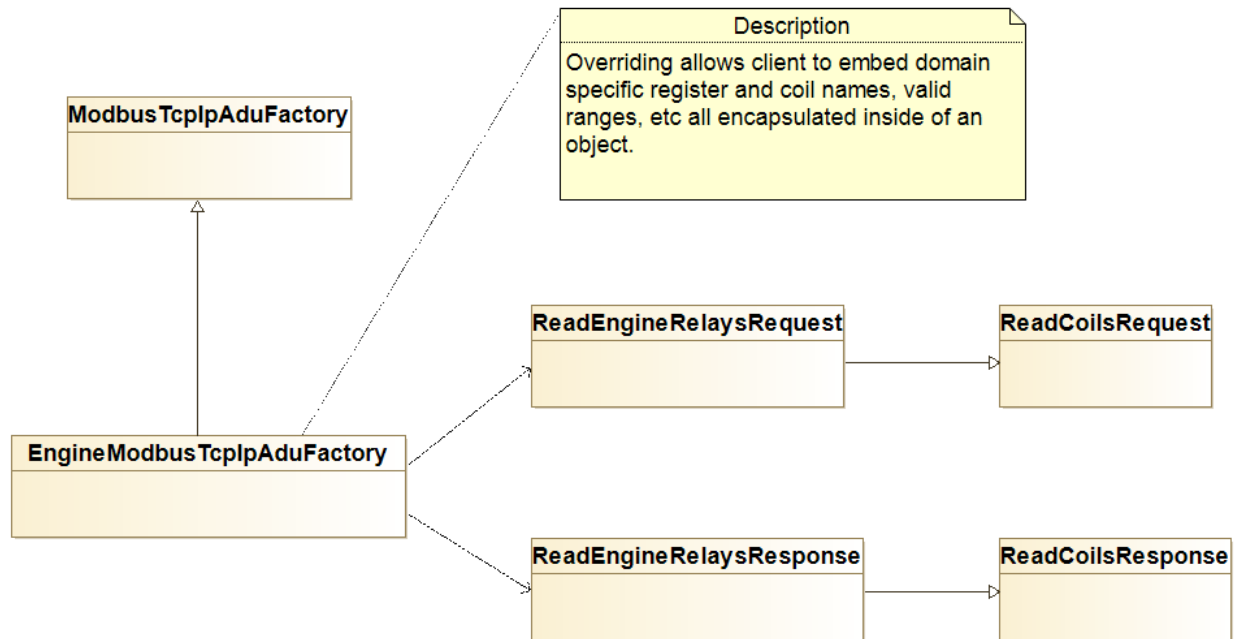 Description
Overriding allows client to embed domain
specific register and coil names, valid
ranges, etc all encapsulated inside of an
object.
ModbusTcpIpAduFactory
ReadEngineRelaysRequest
ReadCoilsRequest
EngineModbusTcpIpAduFactory
ReadEngineRelaysResponse
ReadCoilsResponse